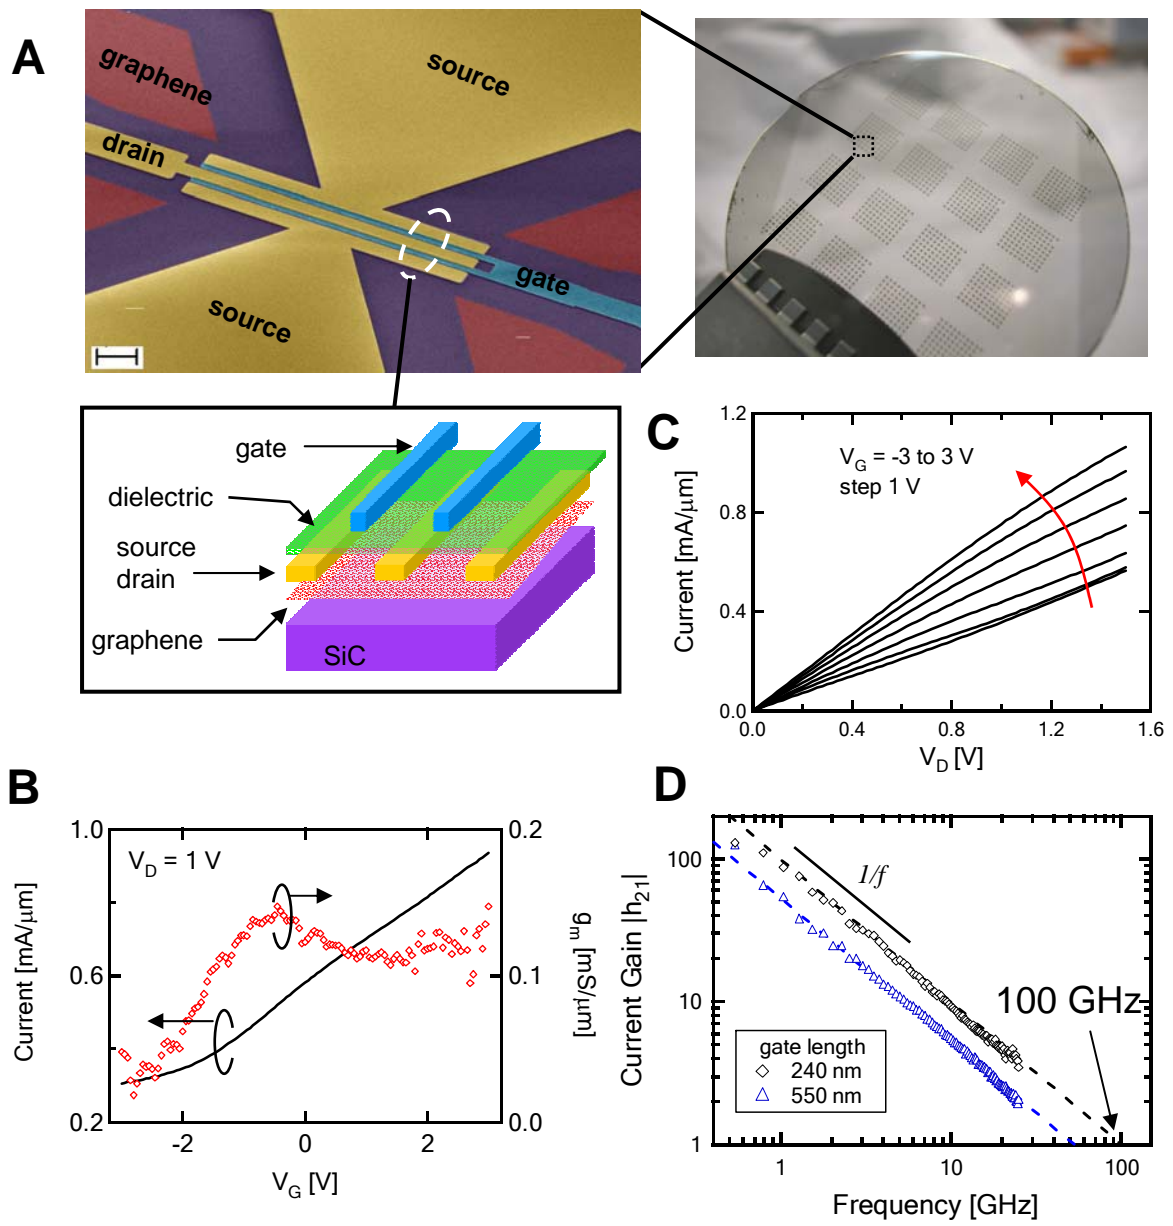 A
graphene
source
drain
gate
source
gate
dielectric
source
drain
graphene
SiC
B
1.0
0.6
0.2
0.2
0.1
0.0
-2
0
2
V_D = 1 V
Current [mA/μm]
g_m [mS/μm]
V_G [V]
C
1.2
0.8
0.4
0.0
0.0
0.4
0.8
1.2
1.6
V_G = -3 to 3 V
step 1 V
Current [mA/μm]
V_D [V]
D
100
10
1
1
10
100
1/f
100 GHz
gate length
240 nm
550 nm
Current Gain |h_21|
Frequency [GHz]